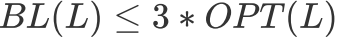 BL(L) ≤ 3 * OPT(L)